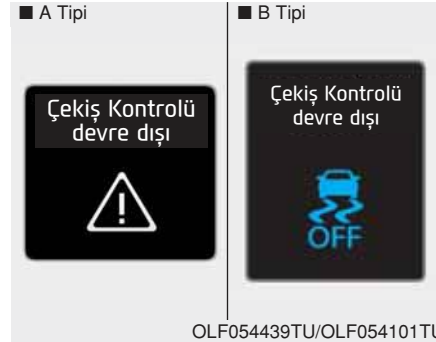 ■ A Tipi
Çekiş Kontrolü
devre dışı
■ B Tipi
Çekiş Kontrolü
devre dışı
OFF
OLF054439TU/OLF054101TU